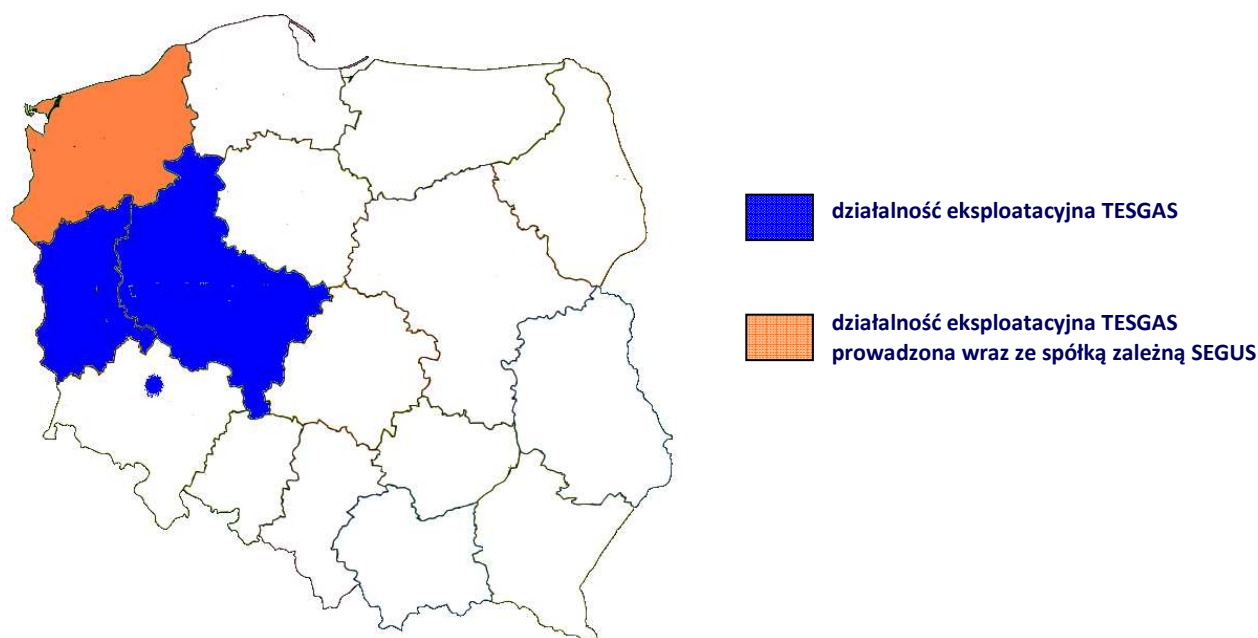 działalność eksploatacyjna TESGAS
działalność eksploatacyjna TESGAS
prowadzona wraz ze spółką zależną SEGUS